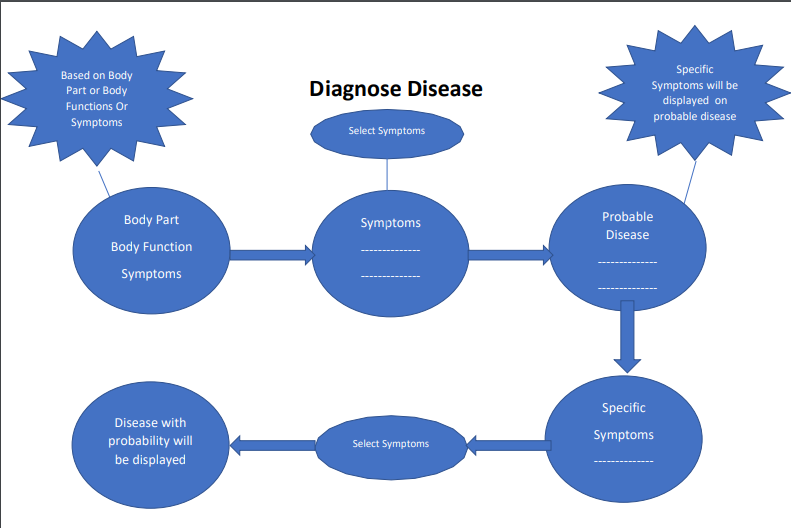 Diagnose Disease
Based on Body
Part or Body
Functions Or
Symptoms
Select Symptoms
Specific
Symptoms will be
displayed on
probable disease
Body Part
Body Function
Symptoms
Symptoms
--------------
--------------
Probable
Disease
--------------
--------------
Disease with
probability will
be displayed
Select Symptoms
Specific
Symptoms
--------------